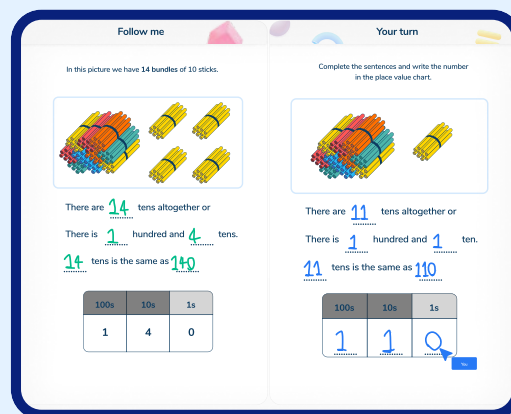 Follow me
In this picture we have 14 bundles of 10 sticks.
There are 14 tens altogether or
There is 1 hundred and 4 tens.
14 tens is the same as 140
100s 10s 1s
1 4 0
Your turn
Complete the sentences and write the number
in the place value chart.
There are 11 tens altogether or
There is 1 hundred and 1 ten.
11 tens is the same as 110
100s 10s 1s
1 1 0